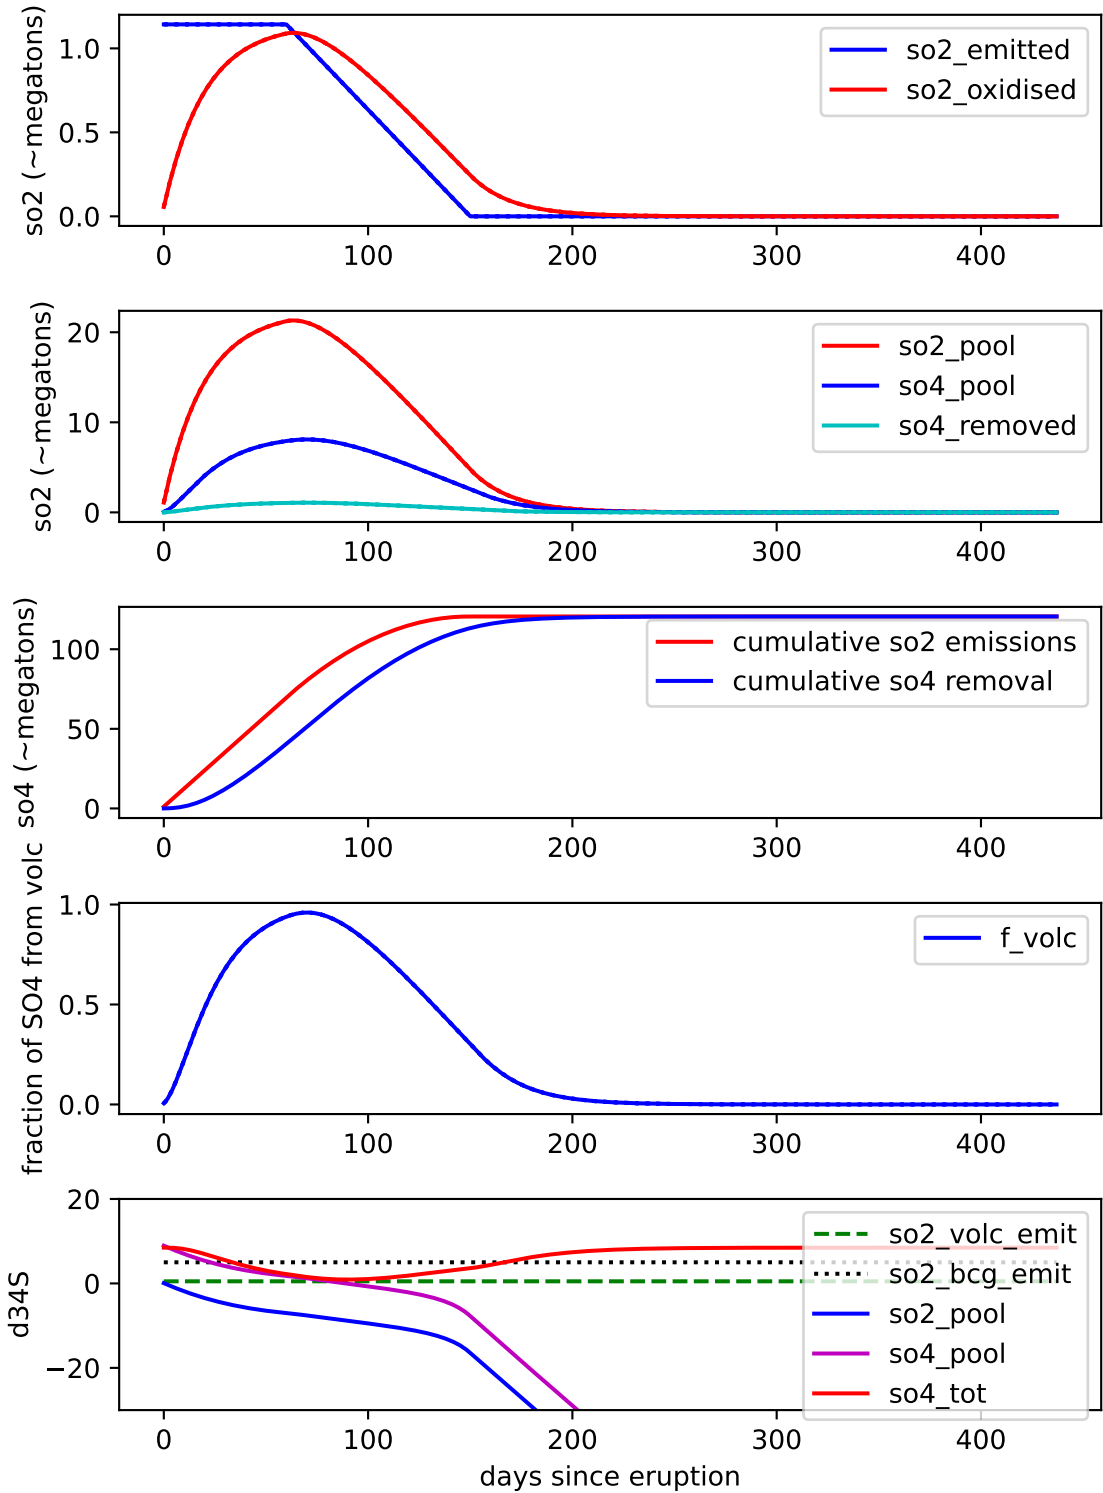 so2 (~megatons)
1.0
0.5
0.0
so2_emitted
so2_oxidised
0 100 200 300 400
so2 (~megatons)
20
10
0
so2_pool
so4_pool
so4_removed
0 100 200 300 400
so4 (~megatons)
100
50
0
cumulative so2 emissions
cumulative so4 removal
0 100 200 300 400
fraction of SO4 from volc
1.0
0.5
0.0
f_volc
0 100 200 300 400
d34S
20
0
−20
so2_volc_emit
so2_bcg_emit
so2_pool
so4_pool
so4_tot
0 100 200 300 400
days since eruption